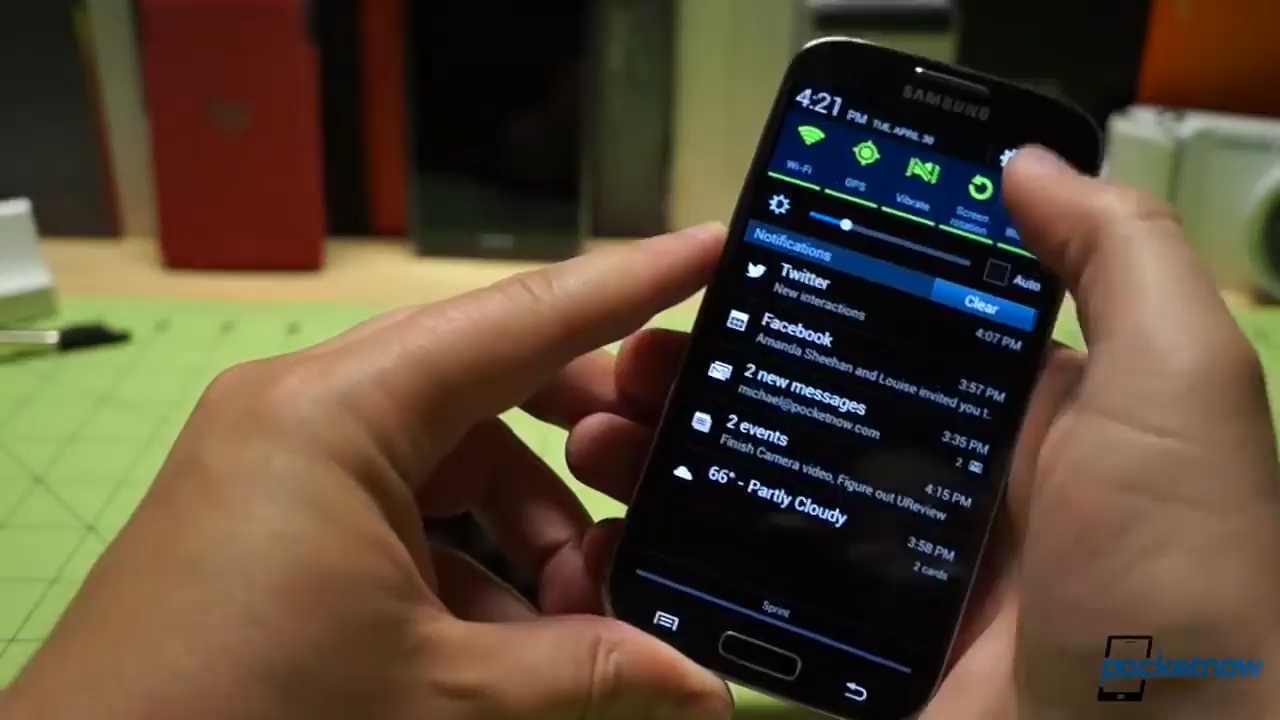 SAMSUNG
4:21 PM TUE, APRIL 30
Wi-Fi
GPS
Vibrate
Screen
rotation
Auto
Notifications
Clear
Twitter
4:07 PM
New interactions
Facebook
3:57 PM
Amanda Sheehan and Louise invited you t..
2 new messages
3:35 PM
michael@pocketnow.com
2
2 events
4:15 PM
Finish Camera video, Figure out UReview
66° - Partly Cloudy
3:58 PM
2 cards
Sprint
pocketnow